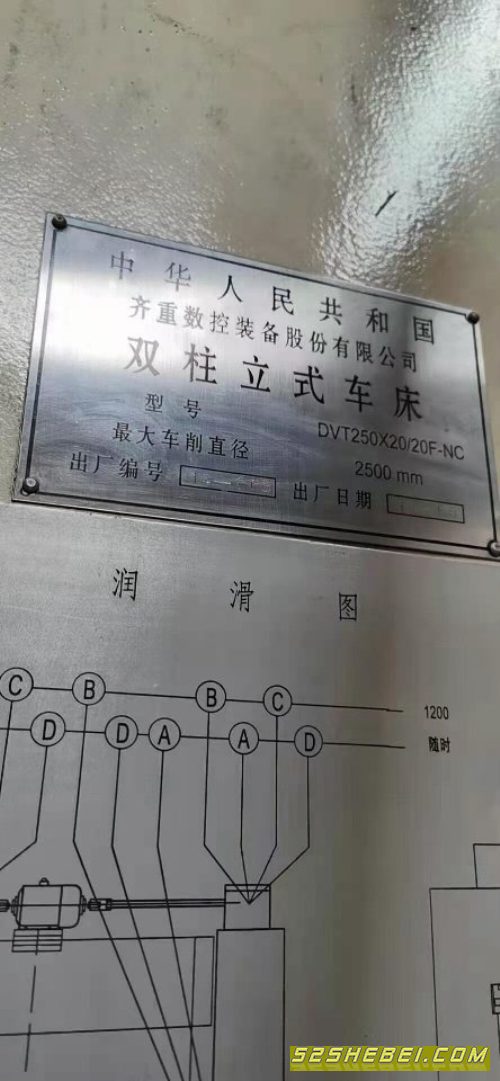 中华人民共和国
齐重数控装备股份有限公司
双柱立式车床
型号 DVT250X20/20F-NC
最大车削直径 2500 mm
出厂编号 出厂日期
润滑图
C B B C 1200
D D A A D 随时
52SHEBEI.COM